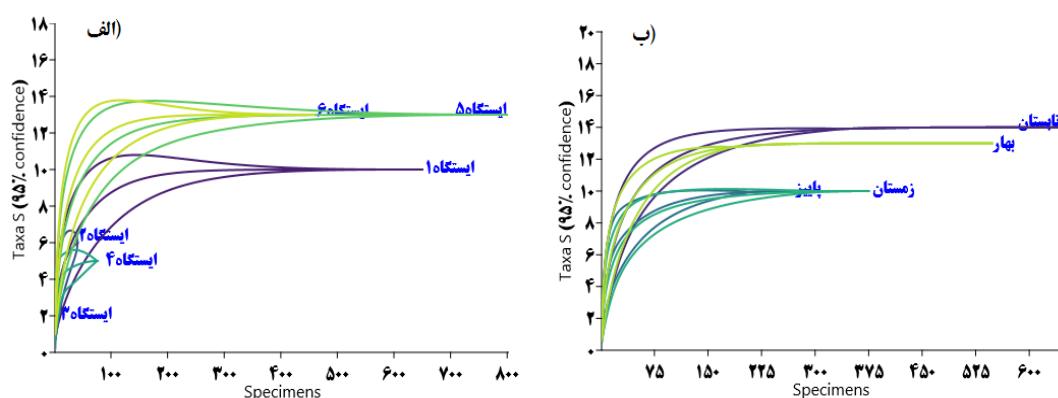 الف)
Taxa S (۹۵٪ confidence)
۱۸
۱۶
۱۴
۱۲
۱۰
۸
۶
۴
۲
۰
ایستگاه۶
ایستگاه۵
ایستگاه۱
ایستگاه۲
ایستگاه۴
ایستگاه۳
۱۰۰ ۲۰۰ ۳۰۰ ۴۰۰ ۵۰۰ ۶۰۰ ۷۰۰ ۸۰۰
Specimens
ب)
Taxa S (۹۵٪ confidence)
۲۰
۱۸
۱۶
۱۴
۱۲
۱۰
۸
۶
۴
۲
۰
تابستان
بهار
پاییز
زمستان
۷۵ ۱۵۰ ۲۲۵ ۳۰۰ ۳۷۵ ۴۵۰ ۵۲۵ ۶۰۰
Specimens